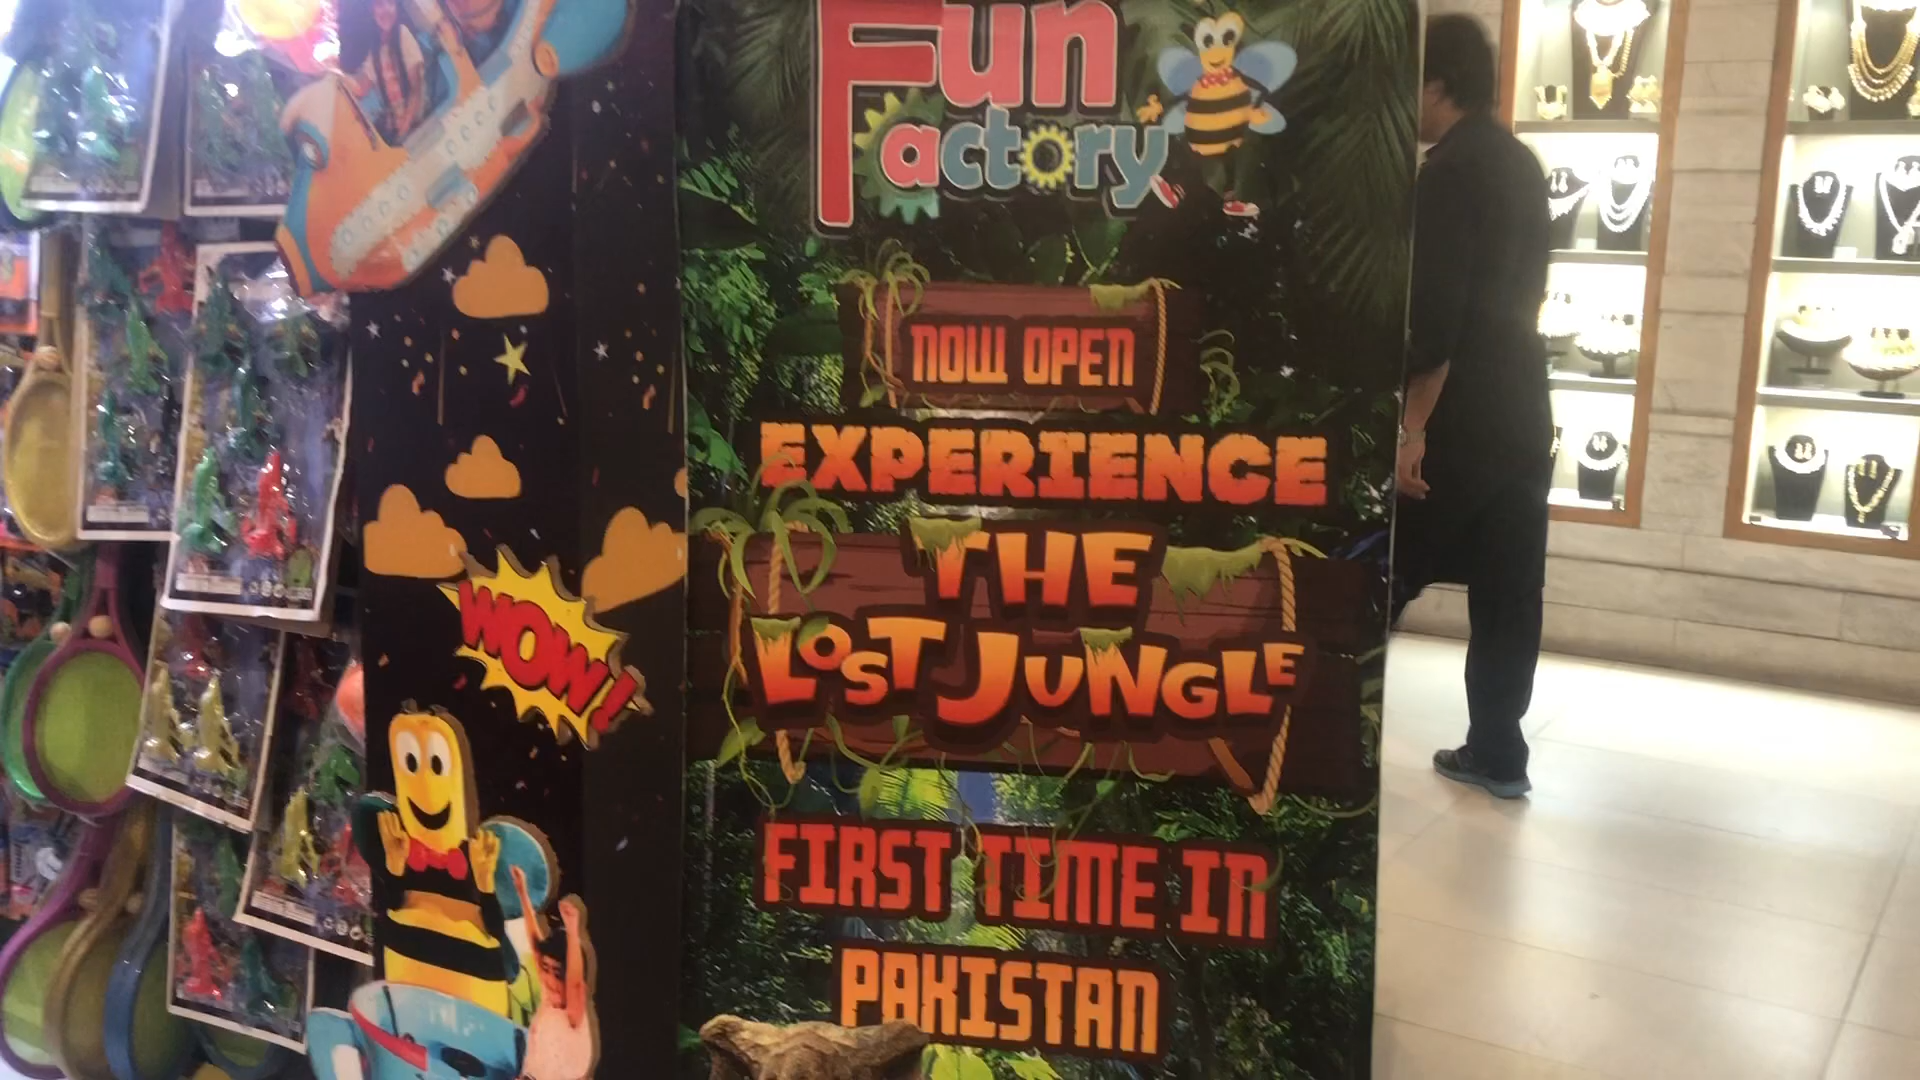 Fun
Factory
NOW OPEN
EXPERIENCE
THE
LOST JUNGLE
WOW!
FIRST TIME IN
PAKISTAN